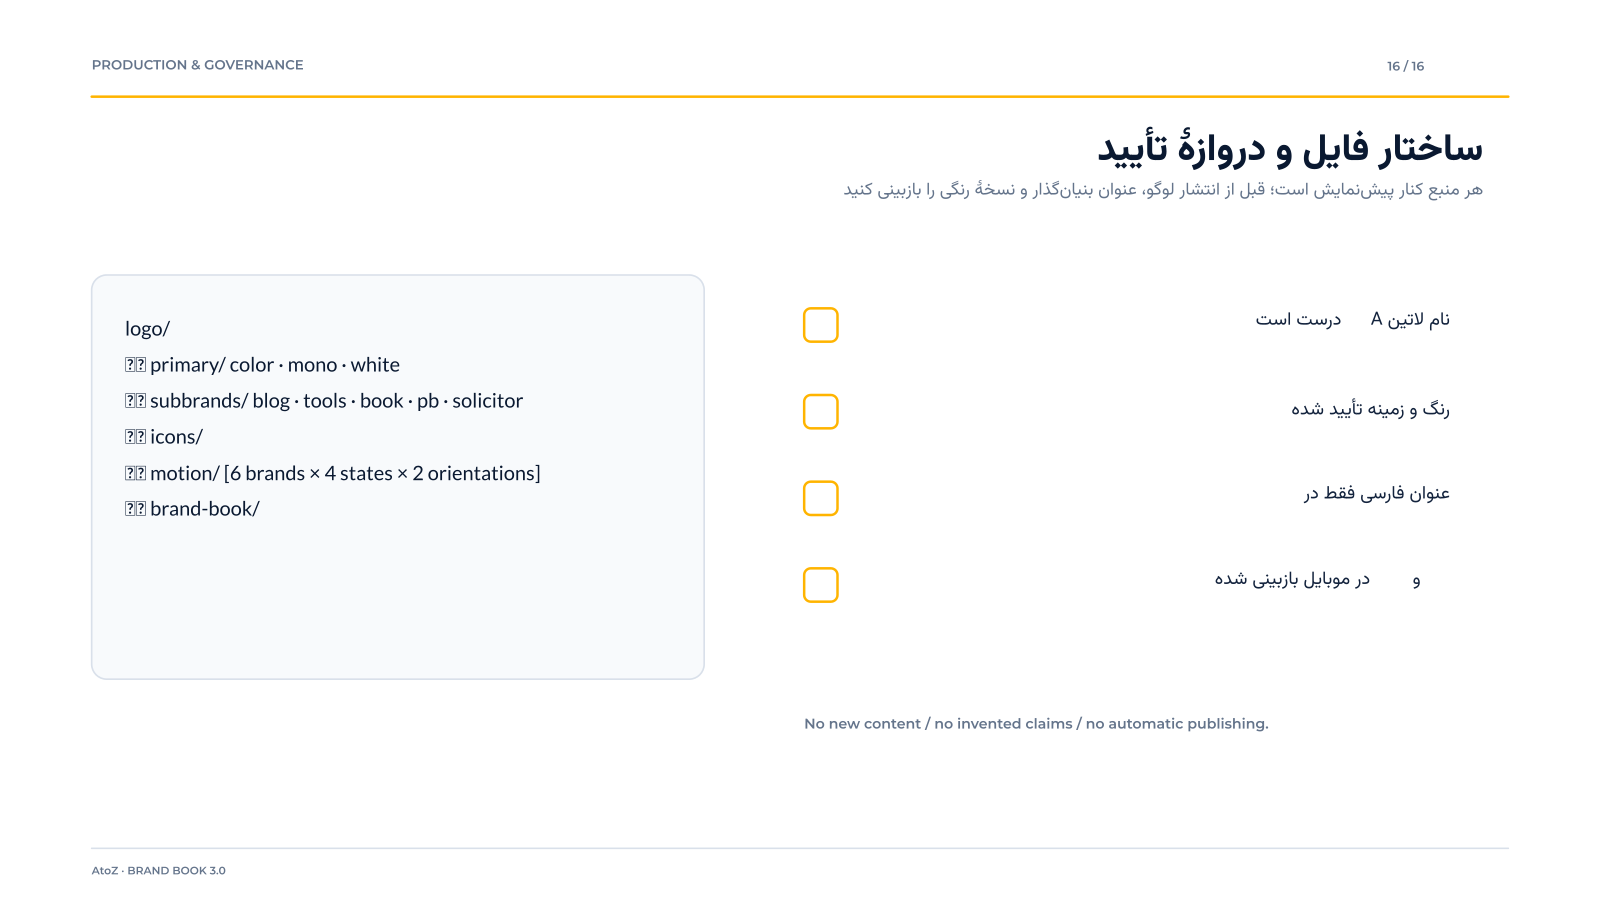 PRODUCTION & GOVERNANCE
16 / 16
ساختار فایل و دروازهٔ تأیید
هر منبع کنار پیش‌نمایش است؛ قبل از انتشار لوگو، عنوان بنیان‌گذار و نسخهٔ رنگی را بازبینی کنید
logo/
⍰⍰ primary/ color · mono · white
⍰⍰ subbrands/ blog · tools · book · pb · solicitor
⍰⍰ icons/
⍰⍰ motion/ [6 brands × 4 states × 2 orientations]
⍰⍰ brand-book/
نام لاتین A درست است
رنگ و زمینه تأیید شده
عنوان فارسی فقط در
و در موبایل بازبینی شده
No new content / no invented claims / no automatic publishing.
AtoZ · BRAND BOOK 3.0